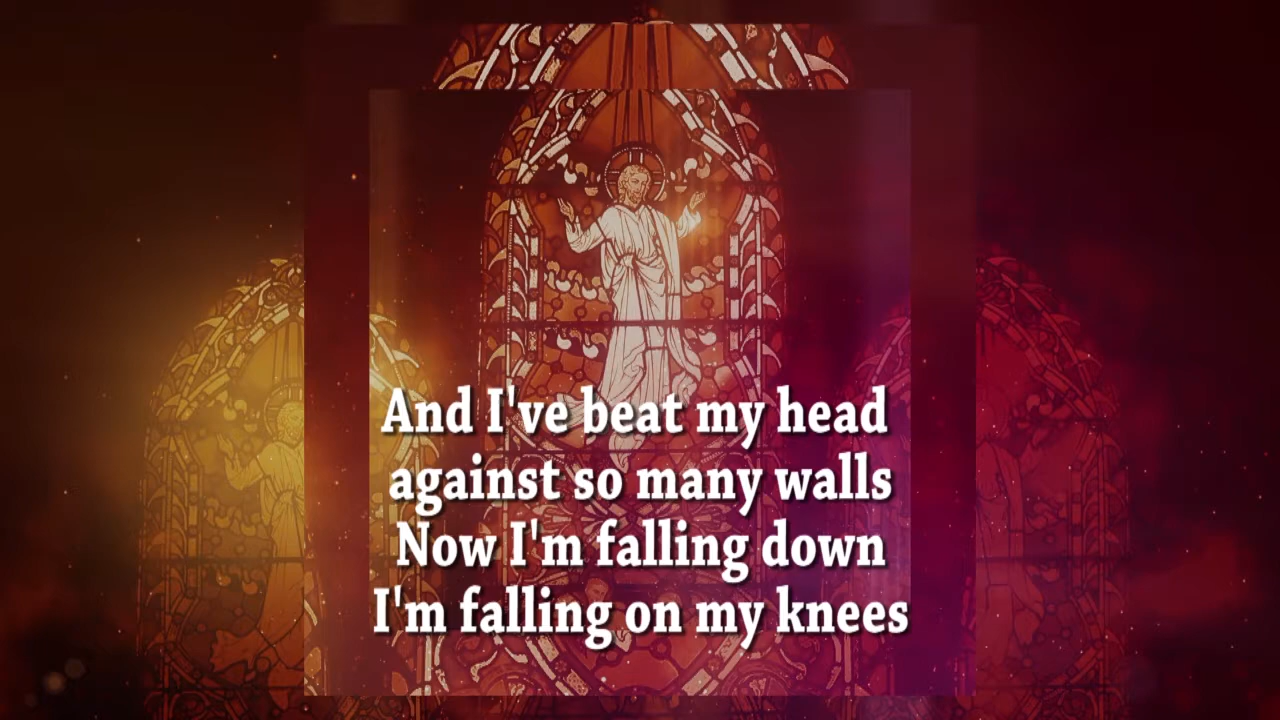 And I've beat my head
against so many walls
Now I'm falling down
I'm falling on my knees